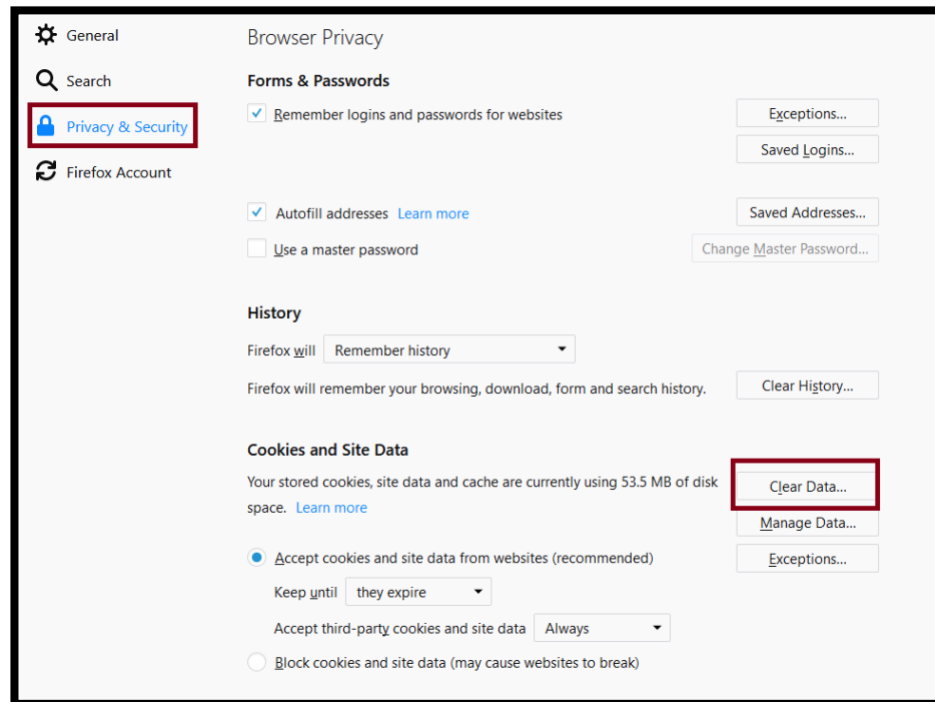 General
Search
Privacy & Security
Firefox Account
Browser Privacy
Forms & Passwords
Remember logins and passwords for websites
Exceptions...
Saved Logins...
Autofill addresses Learn more
Saved Addresses...
Use a master password
Change Master Password...
History
Firefox will Remember history
Firefox will remember your browsing, download, form and search history.
Clear History...
Cookies and Site Data
Your stored cookies, site data and cache are currently using 53.5 MB of disk
space. Learn more
Clear Data...
Manage Data...
Accept cookies and site data from websites (recommended)
Exceptions...
Keep until they expire
Accept third-party cookies and site data Always
Block cookies and site data (may cause websites to break)